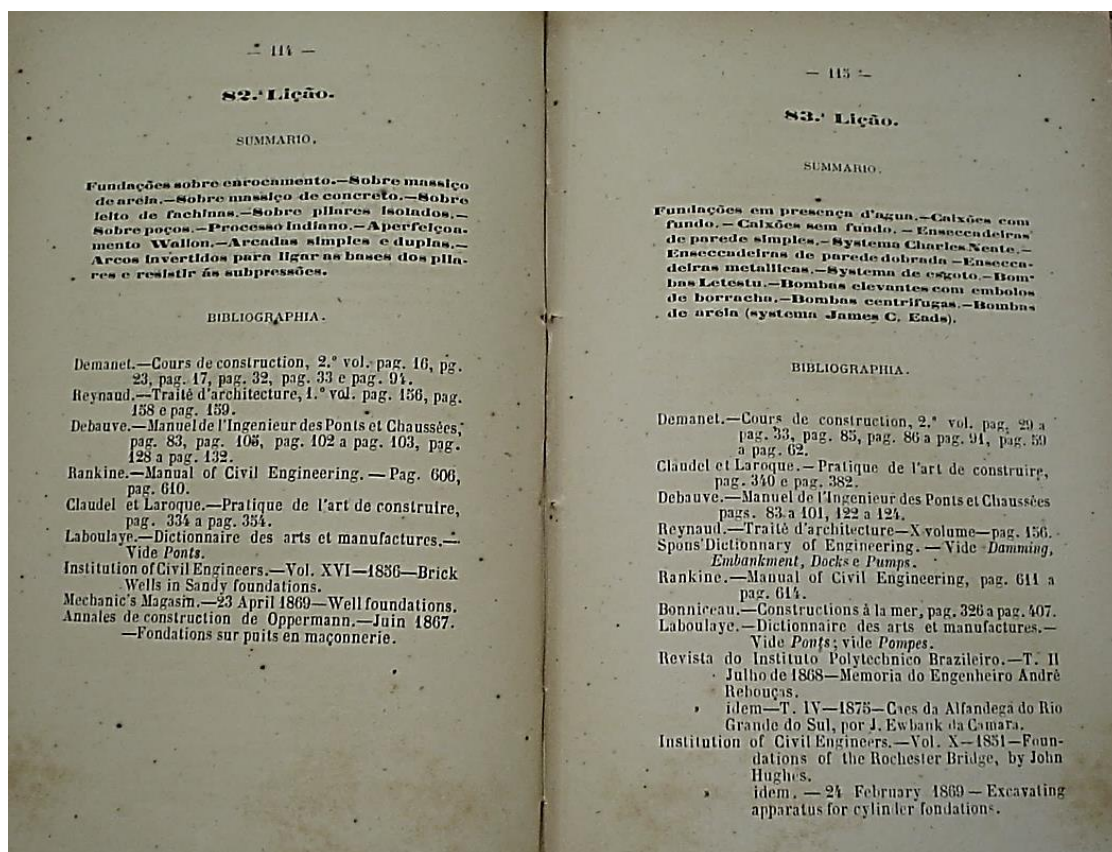 — 114 —
82.ª Lição.
SUMMARIO.
Fundações sobre enrocamento.—Sobre massiço
de areia.—Sobre massiço de concreto.—Sobre
leito de fachinas.—Sobre pilares isolados.—
Sobre poços.—Processo Indiano.—Aperfeiçoa-
mento Wallon.—Arcadas simples e duplas.—
Arcos invertidos para ligar as bases dos pila-
res e resistir ás subpressões.
BIBLIOGRAPHIA.
Demanet.—Cours de construction, 2.º vol. pag. 16, pg.
23, pag. 17, pag. 32, pag. 33 e pag. 94.
Reynaud.—Traité d'architecture, 1.º vol. pag. 156, pag.
158 e pag. 159.
Debauve.—Manuel de l'Ingenieur des Ponts et Chaussées,
pag. 83, pag. 105, pag. 102 a pag. 103, pag.
128 a pag. 132.
Rankine.—Manual of Civil Engineering. — Pag. 606,
pag. 610.
Claudel et Laroque.—Pratique de l'art de construire,
pag. 334 a pag. 354.
Laboulaye.—Dictionnaire des arts et manufactures.—
Vide Ponts.
Institution of Civil Engineers.—Vol. XVI—1856—Brick
Wells in Sandy foundations.
Mechanic's Magasin.—23 April 1869—Well foundations.
Annales de construction de Oppermann.—Juin 1867.
—Fondations sur puits en maçonnerie.
— 115 —
83.ª Lição.
SUMMARIO.
Fundações em presença d'agua.—Caixões com
fundo.—Caixões sem fundo.—Enseccadeiras
de parede simples.—Systema Charles Neate.—
Enseccadeiras de parede dobrada—Ensecca-
deiras metallicas.—Systema de esgoto.—Bom-
bas Letestu.—Bombas elevantes com embolos
de borracha.—Bombas centrifugas.—Bombas
de areia (systema James C. Eads).
BIBLIOGRAPHIA.
Demanet.—Cours de construction, 2.º vol. pag. 29 a
pag. 33, pag. 85, pag. 86 a pag. 91, pag. 59
a pag. 62.
Claudel et Laroque.—Pratique de l'art de construire,
pag. 340 e pag. 382.
Debauve.—Manuel de l'Ingenieur des Ponts et Chaussées
pags. 83 a 101, 122 a 124.
Reynaud.—Traité d'architecture—X volume—pag. 156.
Spons' Dictionnary of Engineering. — Vide Damming,
Embankment, Docks e Pumps.
Rankine.—Manual of Civil Engineering, pag. 611 a
pag. 614.
Bonniceau.—Constructions à la mer, pag. 326 a pag. 407.
Laboulaye.—Dictionnaire des arts et manufactures.—
Vide Ponts; vide Pompes.
Revista do Instituto Polytechnico Brazileiro.—T. II
Julho de 1868—Memoria do Engenheiro André
Rebouças.
» idem—T. IV—1875—Caes da Alfandega do Rio
Grande do Sul, por J. Ewbank da Camara.
Institution of Civil Engineers.—Vol. X—1851—Foun-
dations of the Rochester Bridge, by John
Hughes.
» idem. — 24 February 1869 — Excavating
apparatus for cylinder fondations.